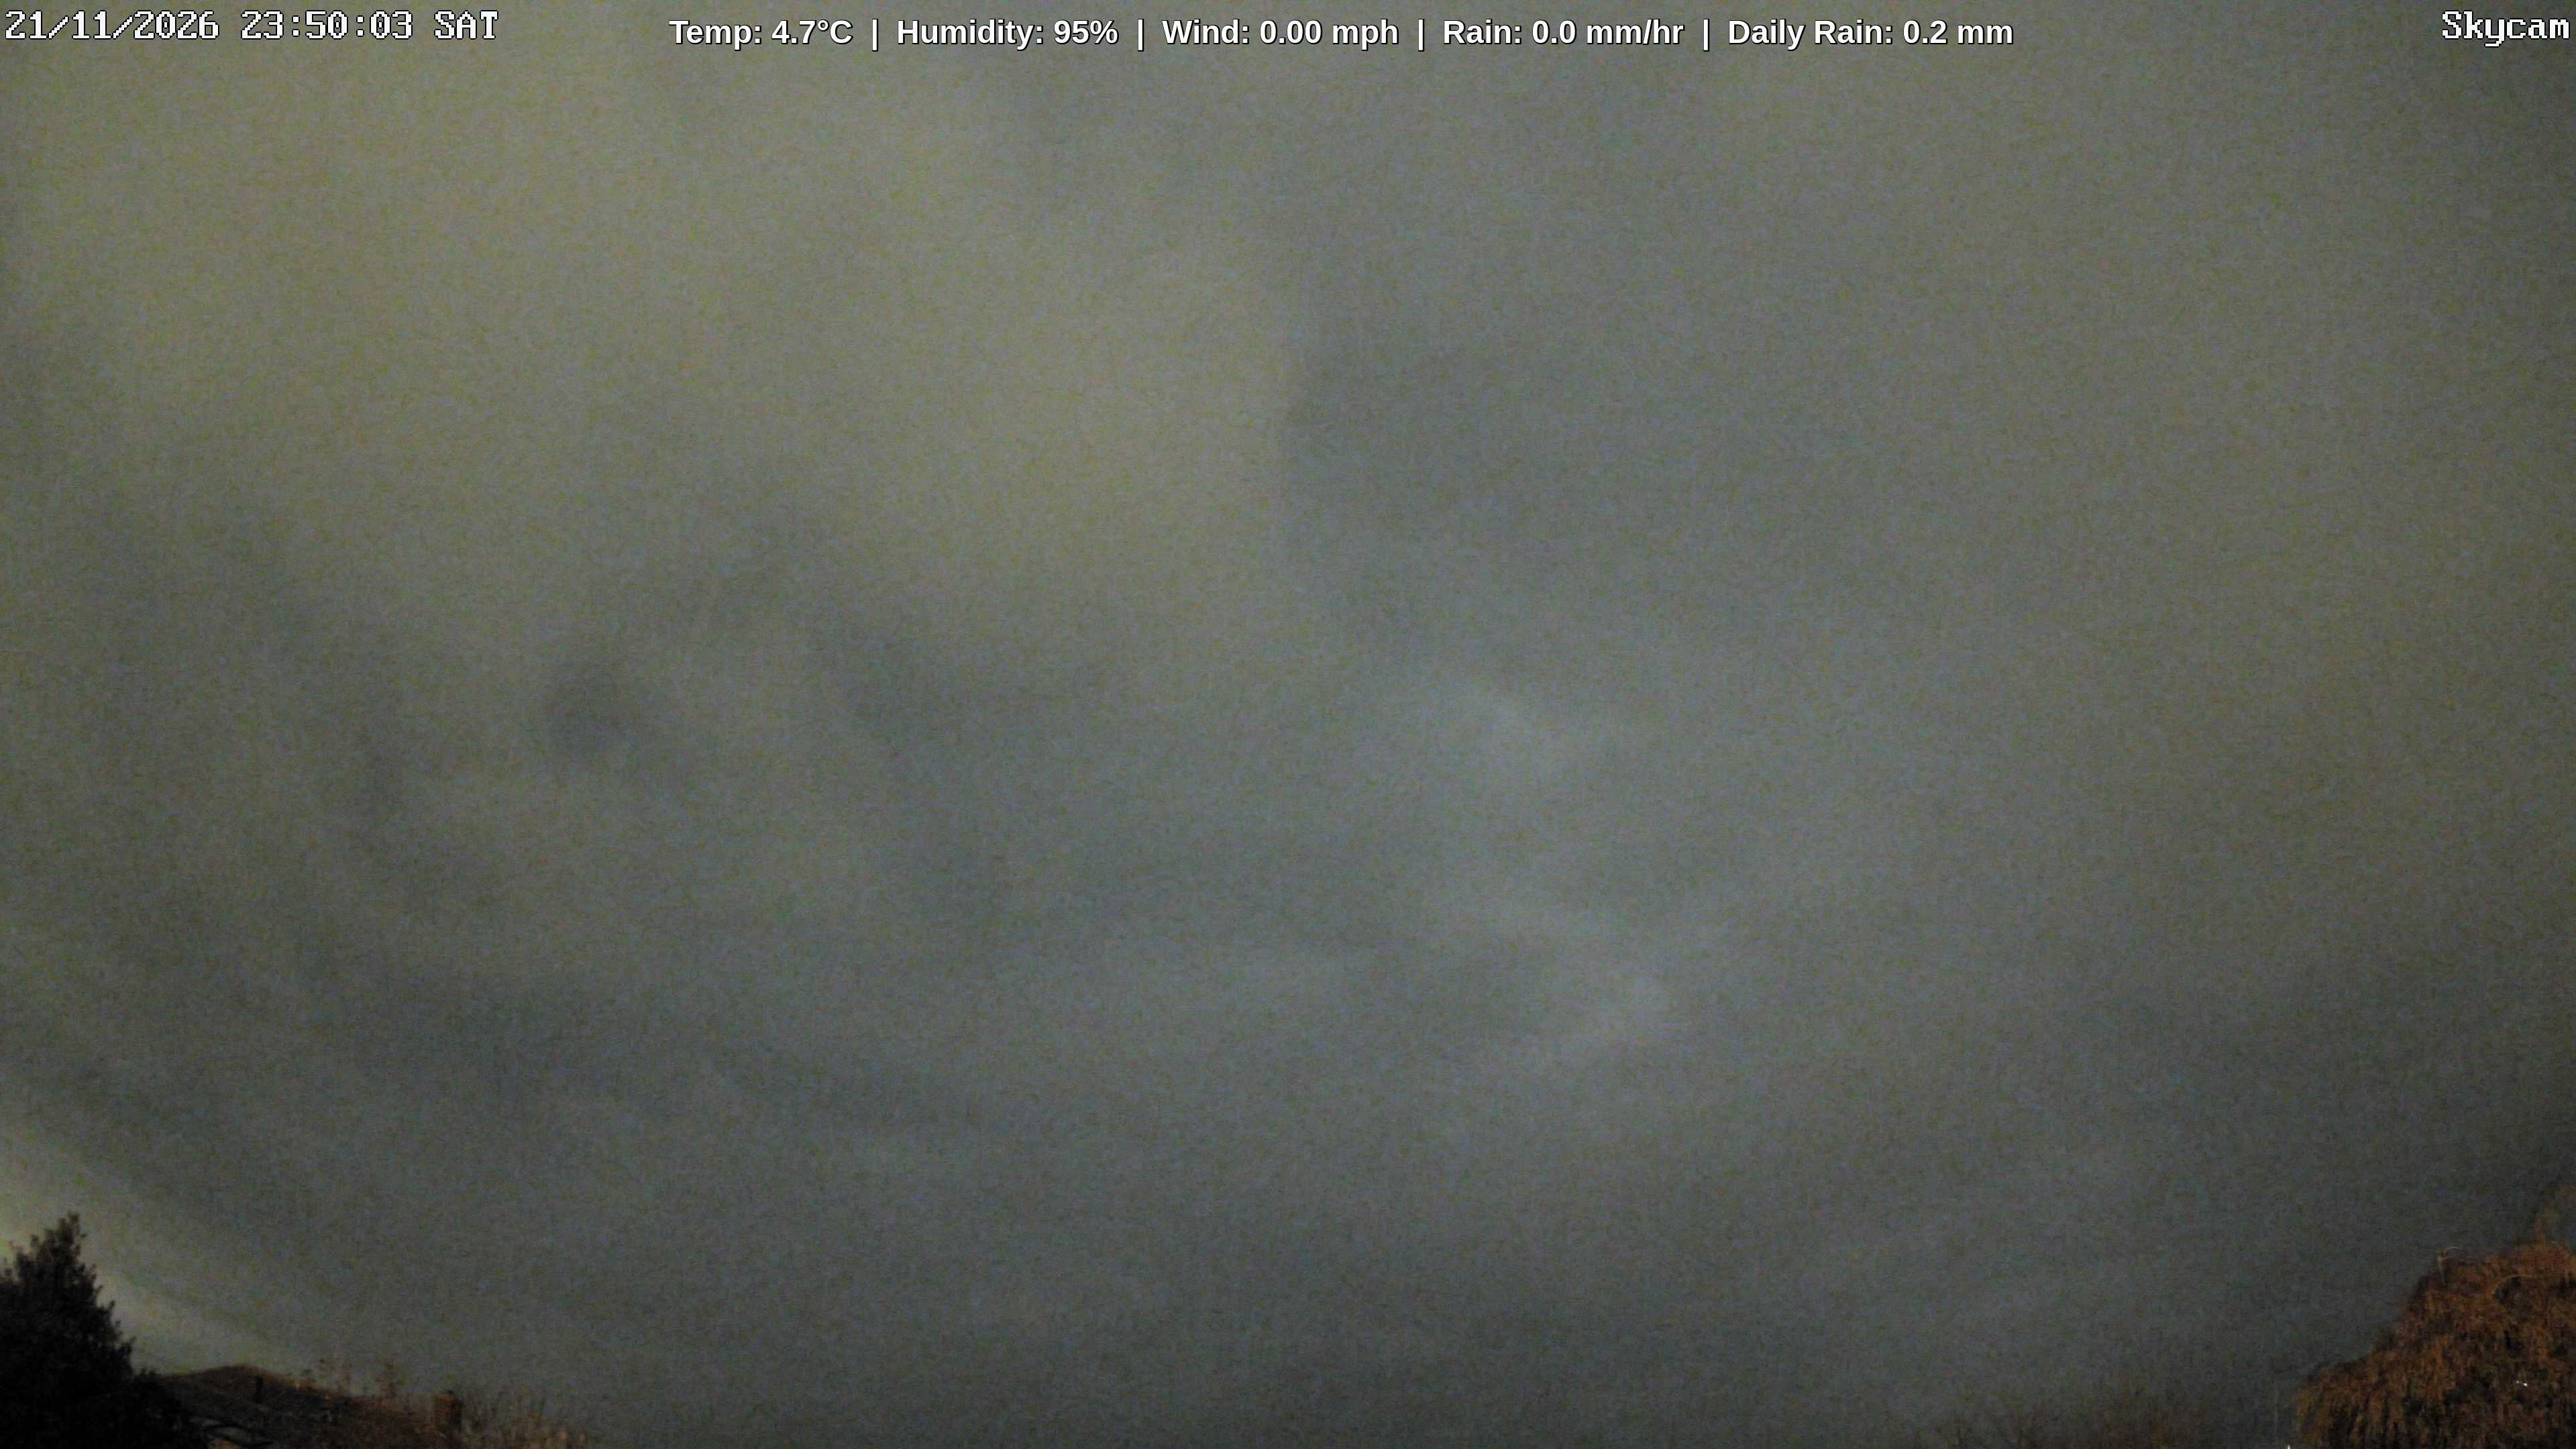 21/11/2026 23:50:03 SAT
Temp: 4.7°C | Humidity: 95% | Wind: 0.00 mph | Rain: 0.0 mm/hr | Daily Rain: 0.2 mm
Skycam